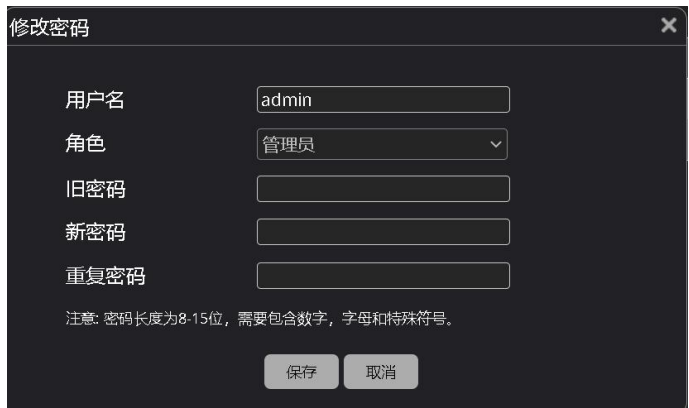 修改密码
用户名 admin
角色 管理员
旧密码
新密码
重复密码
注意: 密码长度为8-15位，需要包含数字，字母和特殊符号。
保存 取消